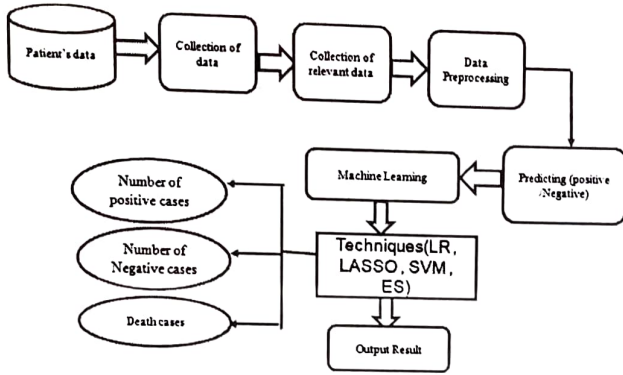 Patient's data
Collection of
data
Collection of
relevant data
Data
Preprocessing
Predicting (positive
/Negative)
Machine Learning
Techniques(LR,
LASSO, SVM,
ES)
Number of
positive cases
Number of
Negative cases
Death cases
Output Result